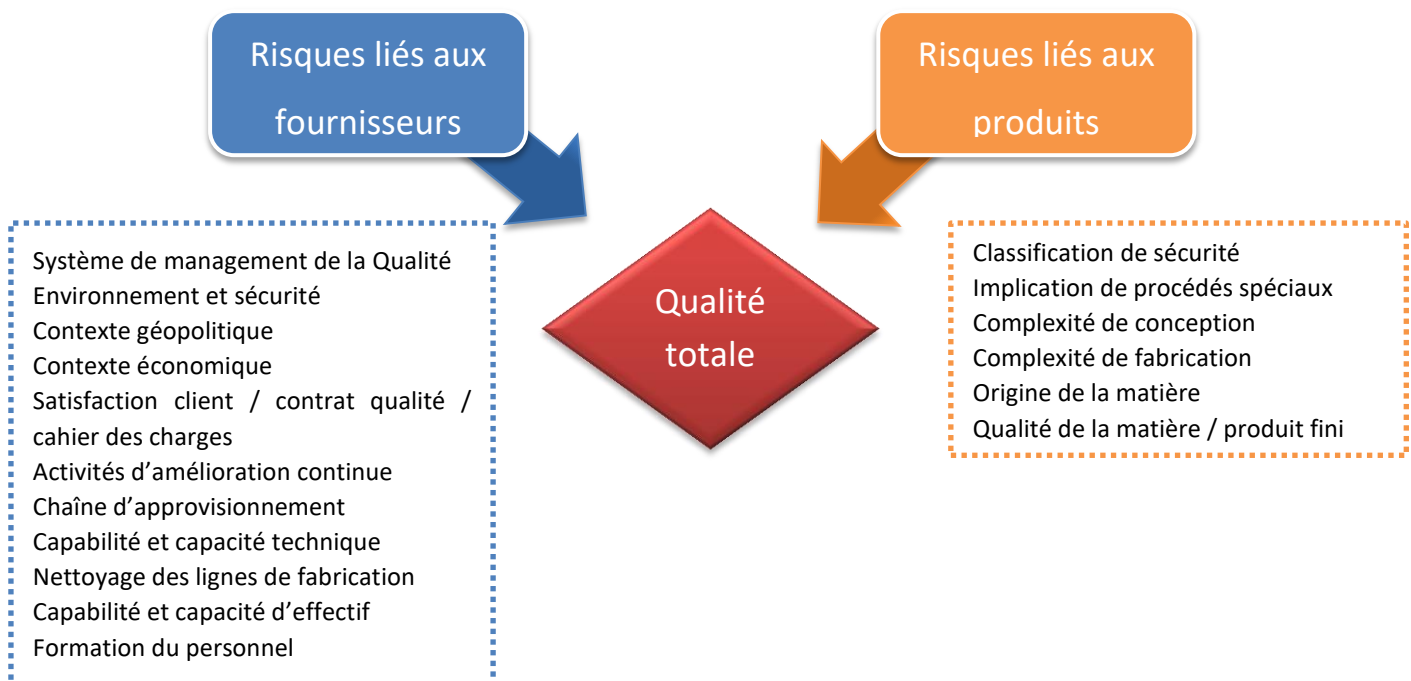 Risques liés aux
fournisseurs
Risques liés aux
produits
Qualité
totale
Système de management de la Qualité
Environnement et sécurité
Contexte géopolitique
Contexte économique
Satisfaction client / contrat qualité /
cahier des charges
Activités d’amélioration continue
Chaîne d’approvisionnement
Capabilité et capacité technique
Nettoyage des lignes de fabrication
Capabilité et capacité d’effectif
Formation du personnel
Classification de sécurité
Implication de procédés spéciaux
Complexité de conception
Complexité de fabrication
Origine de la matière
Qualité de la matière / produit fini